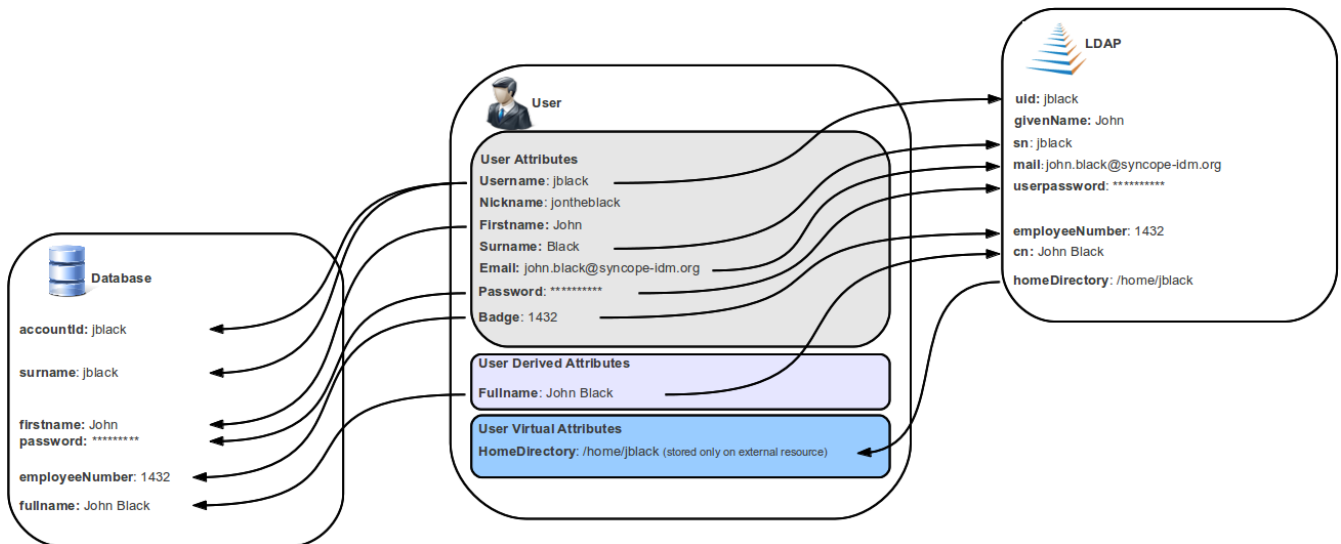 Database
accountId: jblack
surname: jblack
firstname: John
password: *********
employeeNumber: 1432
fullname: John Black
User
User Attributes
Username: jblack
Nickname: jontheblack
Firstname: John
Surname: Black
Email: john.black@syncope-idm.org
Password: **********
Badge: 1432
User Derived Attributes
Fullname: John Black
User Virtual Attributes
HomeDirectory: /home/jblack (stored only on external resource)
LDAP
uid: jblack
givenName: John
sn: jblack
mail:john.black@syncope-idm.org
userpassword: **********
employeeNumber: 1432
cn: John Black
homeDirectory: /home/jblack